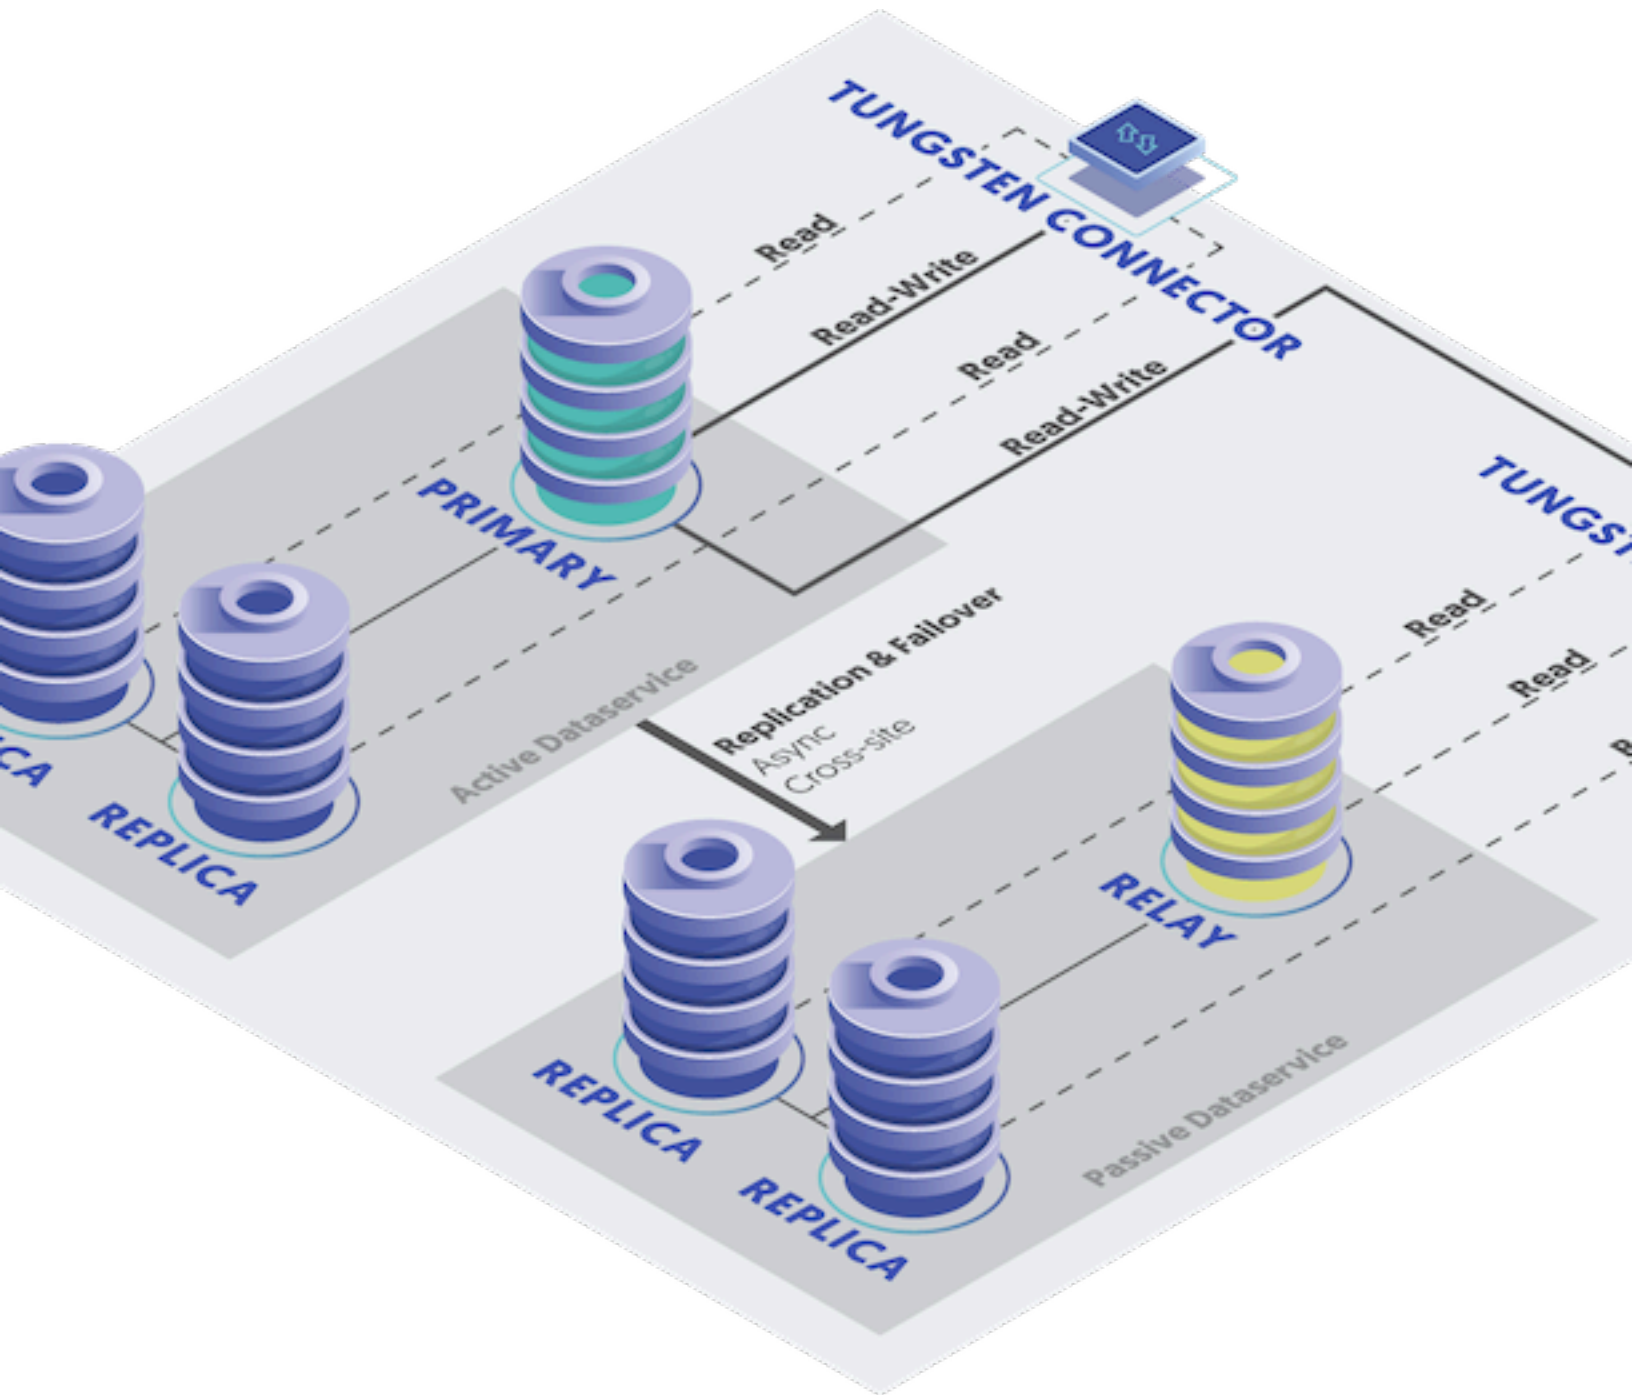 TUNGSTEN CONNECTOR
Read
Read-Write
Read
Read-Write
PRIMARY
REPLICA
Active Dataservice
Replication & Failover
Async
Cross-site
Read
Read
RELAY
REPLICA
REPLICA
Passive Dataservice